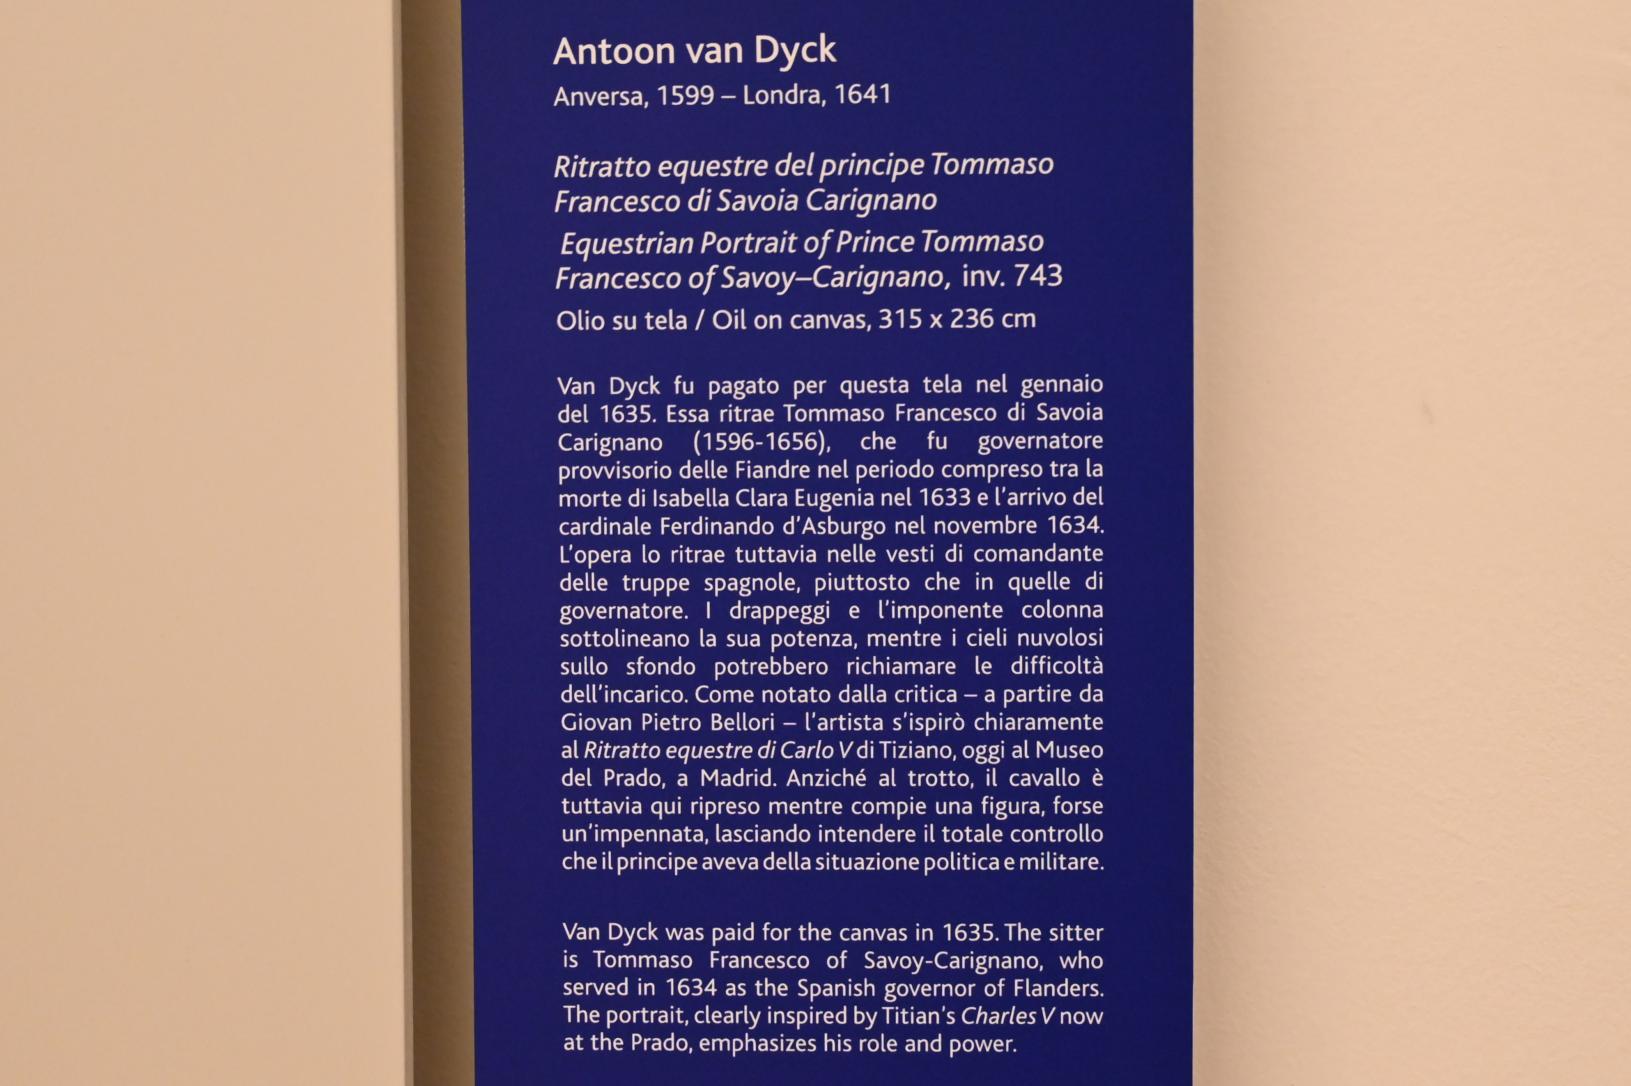 Antoon van Dyck
Anversa, 1599 – Londra, 1641
Ritratto equestre del principe Tommaso
Francesco di Savoia Carignano
Equestrian Portrait of Prince Tommaso
Francesco of Savoy–Carignano, inv. 743
Olio su tela / Oil on canvas, 315 x 236 cm
Van Dyck fu pagato per questa tela nel gennaio
del 1635. Essa ritrae Tommaso Francesco di Savoia
Carignano (1596-1656), che fu governatore
provvisorio delle Fiandre nel periodo compreso tra la
morte di Isabella Clara Eugenia nel 1633 e l'arrivo del
cardinale Ferdinando d'Asburgo nel novembre 1634.
L'opera lo ritrae tuttavia nelle vesti di comandante
delle truppe spagnole, piuttosto che in quelle di
governatore. I drappeggi e l'imponente colonna
sottolineano la sua potenza, mentre i cieli nuvolosi
sullo sfondo potrebbero richiamare le difficoltà
dell'incarico. Come notato dalla critica – a partire da
Giovan Pietro Bellori – l'artista s'ispirò chiaramente
al Ritratto equestre di Carlo V di Tiziano, oggi al Museo
del Prado, a Madrid. Anziché al trotto, il cavallo è
tuttavia qui ripreso mentre compie una figura, forse
un'impennata, lasciando intendere il totale controllo
che il principe aveva della situazione politica e militare.
Van Dyck was paid for the canvas in 1635. The sitter
is Tommaso Francesco of Savoy-Carignano, who
served in 1634 as the Spanish governor of Flanders.
The portrait, clearly inspired by Titian's Charles V now
at the Prado, emphasizes his role and power.